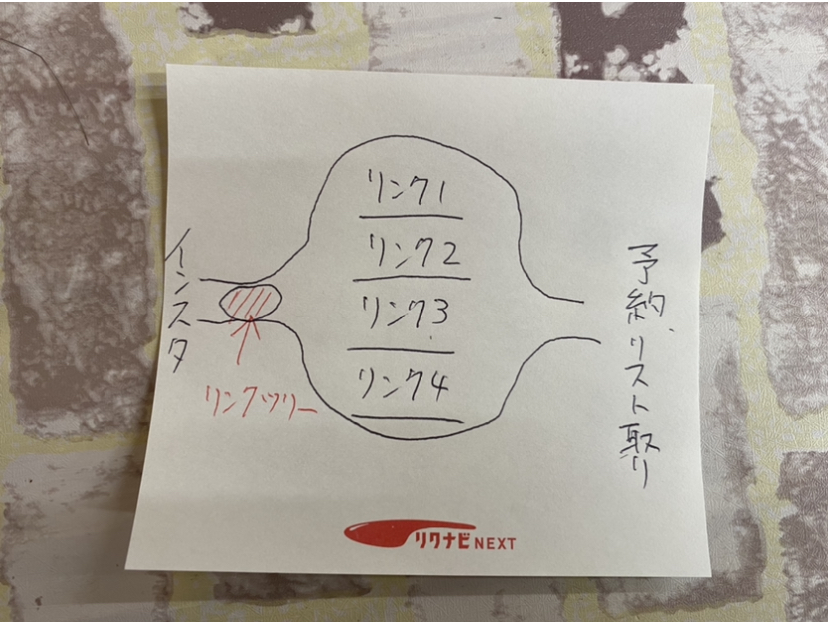 インスタ
リンク1
リンク2
リンク3
リンク4
リンクツリー
予約、リスト取り
リクナビNEXT